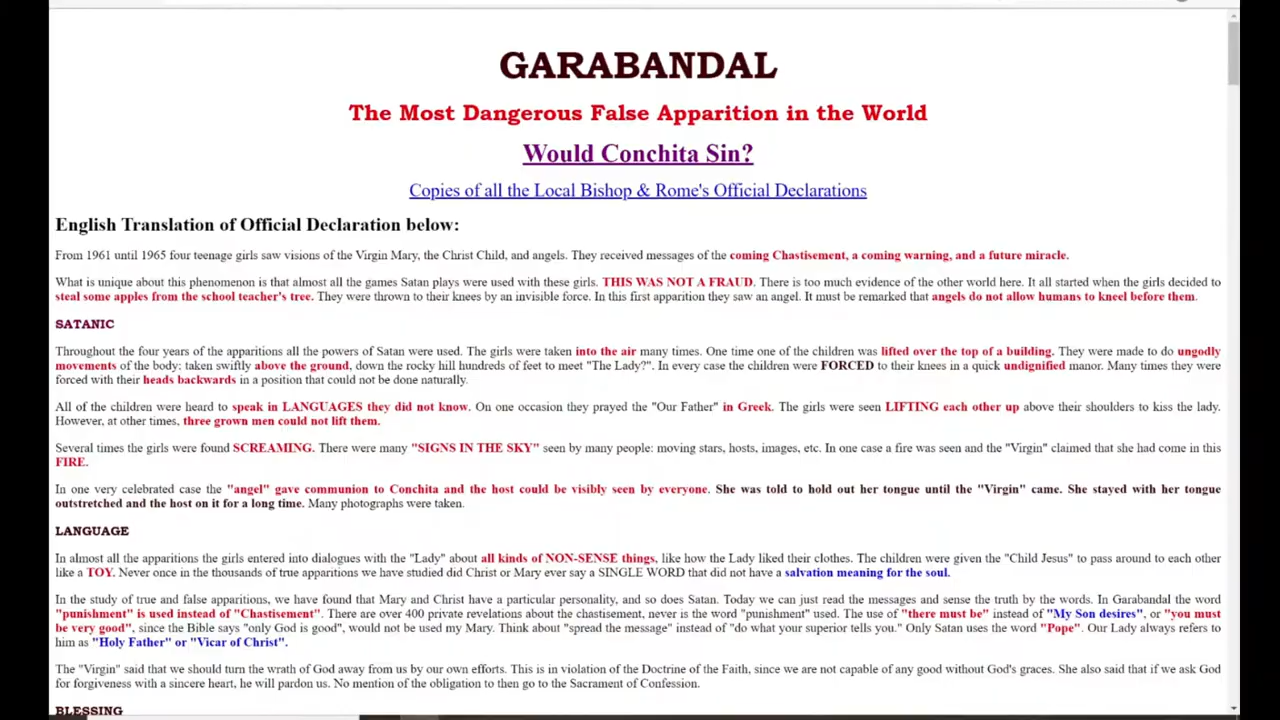 GARABANDAL
The Most Dangerous False Apparition in the World
Would Conchita Sin?
Copies of all the Local Bishop & Rome's Official Declarations
English Translation of Official Declaration below:
From 1961 until 1965 four teenage girls saw visions of the Virgin Mary, the Christ Child, and angels. They received messages of the coming Chastisement, a coming warning, and a future miracle.
What is unique about this phenomenon is that almost all the games Satan plays were used with these girls. THIS WAS NOT A FRAUD. There is too much evidence of the other world here. It all started when the girls decided to
steal some apples from the school teacher's tree. They were thrown to their knees by an invisible force. In this first apparition they saw an angel. It must be remarked that angels do not allow humans to kneel before them.
SATANIC
Throughout the four years of the apparitions all the powers of Satan were used. The girls were taken into the air many times. One time one of the children was lifted over the top of a building. They were made to do ungodly
movements of the body: taken swiftly above the ground, down the rocky hill hundreds of feet to meet "The Lady?". In every case the children were FORCED to their knees in a quick undignified manor. Many times they were
forced with their heads backwards in a position that could not be done naturally.
All of the children were heard to speak in LANGUAGES they did not know. On one occasion they prayed the "Our Father" in Greek. The girls were seen LIFTING each other up above their shoulders to kiss the lady.
However, at other times, three grown men could not lift them.
Several times the girls were found SCREAMING. There were many "SIGNS IN THE SKY" seen by many people: moving stars, hosts, images, etc. In one case a fire was seen and the "Virgin" claimed that she had come in this
FIRE.
In one very celebrated case the "angel" gave communion to Conchita and the host could be visibly seen by everyone. She was told to hold out her tongue until the "Virgin" came. She stayed with her tongue
outstretched and the host on it for a long time. Many photographs were taken.
LANGUAGE
In almost all the apparitions the girls entered into dialogues with the "Lady" about all kinds of NON-SENSE things, like how the Lady liked their clothes. The children were given the "Child Jesus" to pass around to each other
like a TOY. Never once in the thousands of true apparitions we have studied did Christ or Mary ever say a SINGLE WORD that did not have a salvation meaning for the soul.
In the study of true and false apparitions, we have found that Mary and Christ have a particular personality, and so does Satan. Today we can just read the messages and sense the truth by the words. In Garabandal the word
"punishment" is used instead of "Chastisement". There are over 400 private revelations about the chastisement, never is the word "punishment" used. The use of "there must be" instead of "My Son desires", or "you must
be very good", since the Bible says "only God is good", would not be used my Mary. Think about "spread the message" instead of "do what your superior tells you." Only Satan uses the word "Pope". Our Lady always refers to
him as "Holy Father" or "Vicar of Christ".
The "Virgin" said that we should turn the wrath of God away from us by our own efforts. This is in violation of the Doctrine of the Faith, since we are not capable of any good without God's graces. She also said that if we ask God
for forgiveness with a sincere heart, he will pardon us. No mention of the obligation to then go to the Sacrament of Confession.
BLESSING